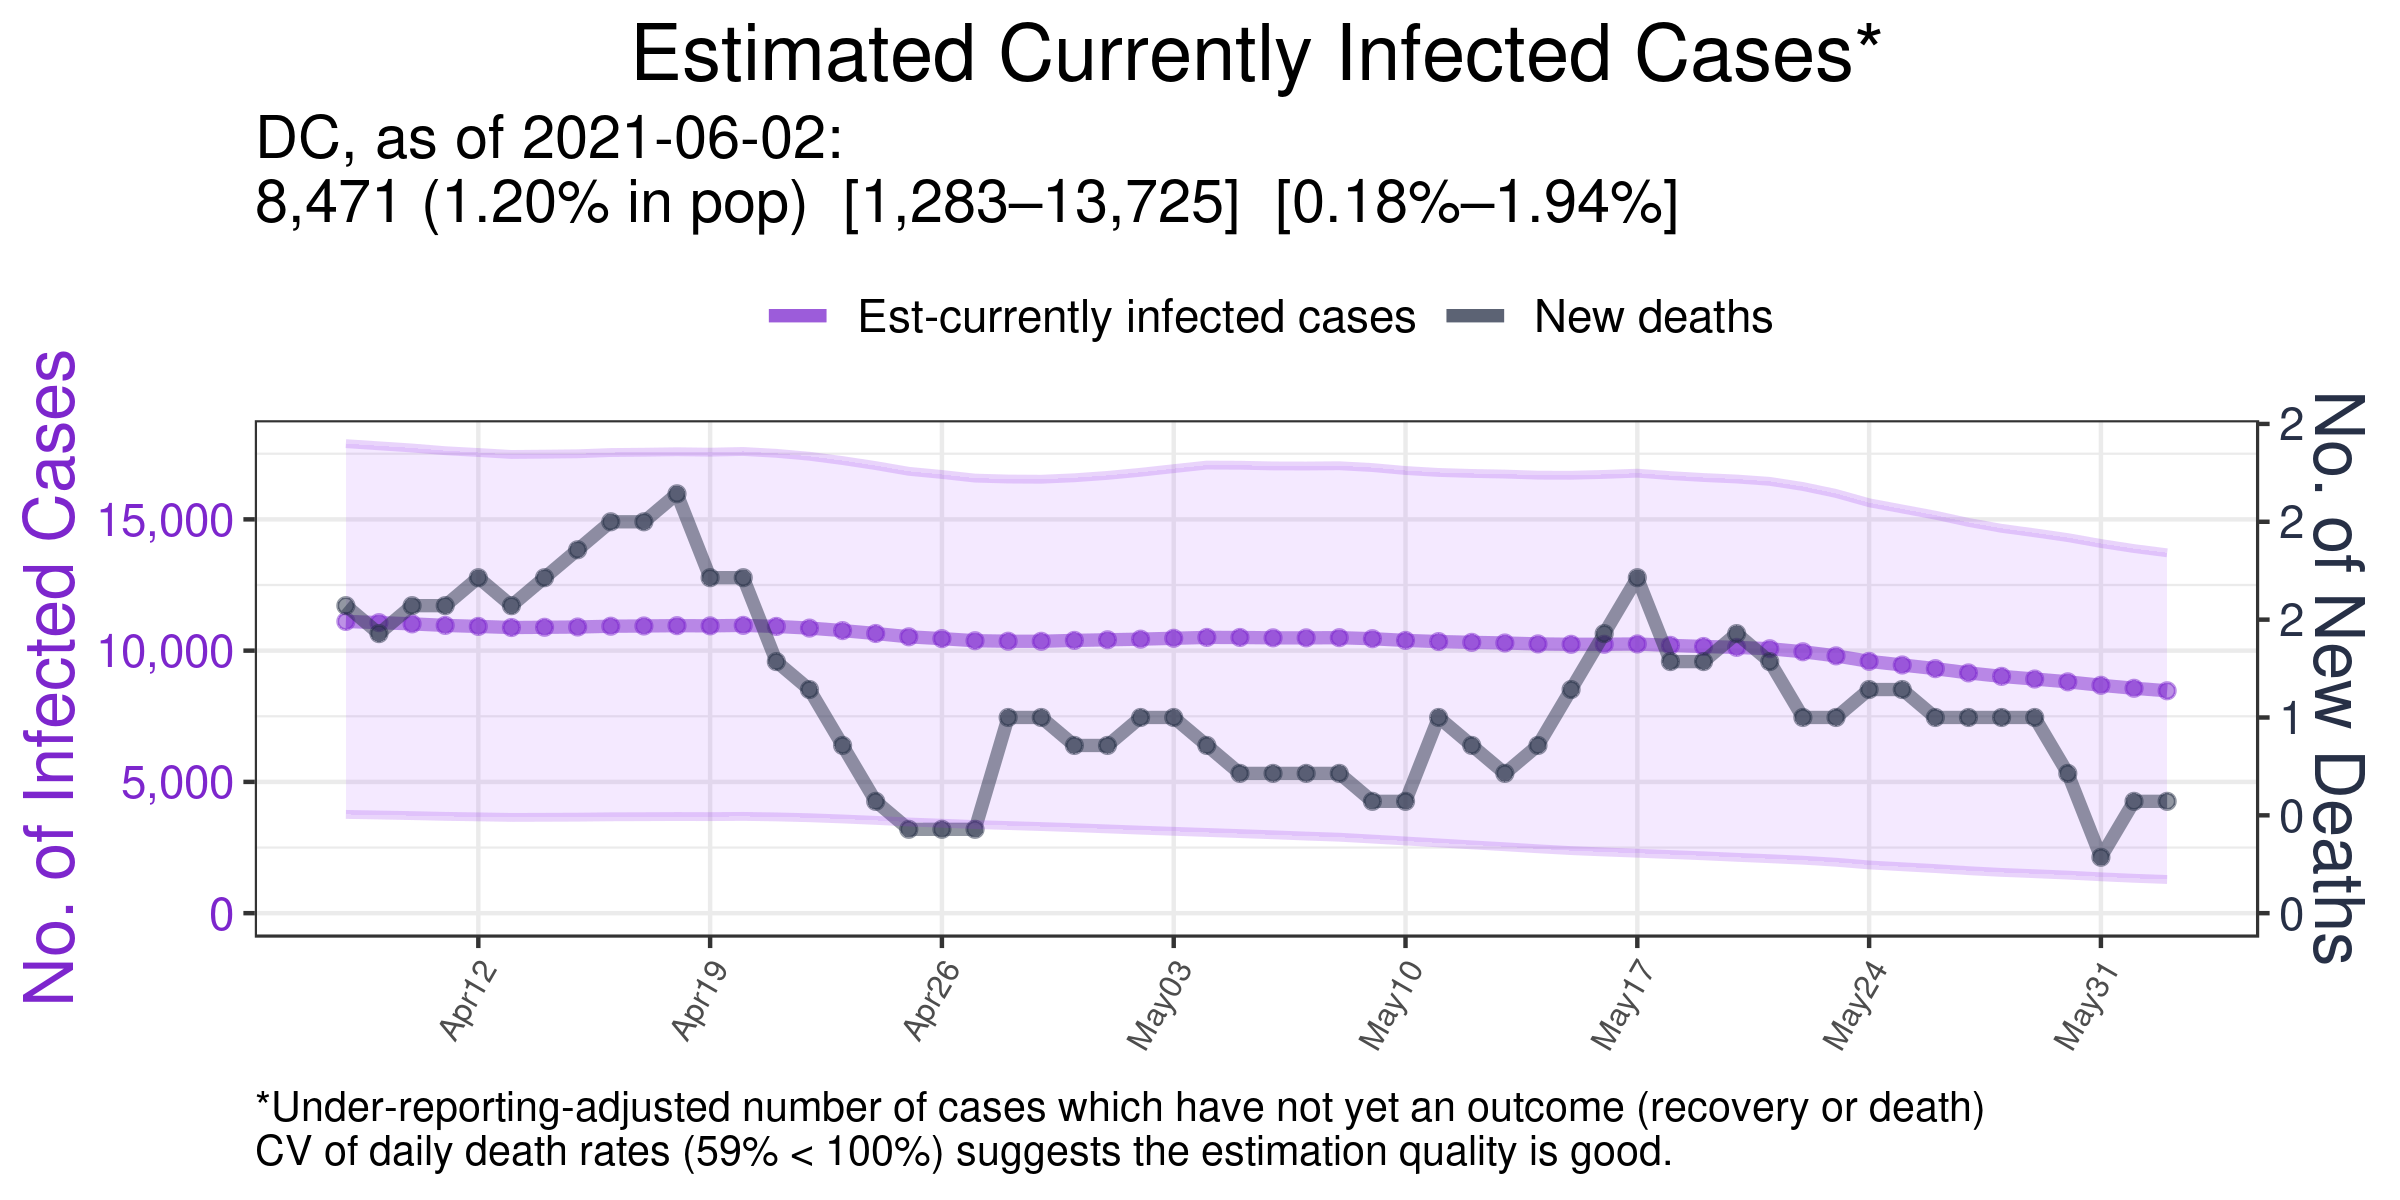 Estimated Currently Infected Cases*
DC, as of 2021-06-02:
8,471 (1.20% in pop)  [1,283–13,725]  [0.18%–1.94%]
Est-currently infected cases
New deaths
No. of Infected Cases
15,000
10,000
5,000
0
2
2
2
1
0
0
No. of New Deaths
Apr12
Apr19
Apr26
May03
May10
May17
May24
May31
*Under-reporting-adjusted number of cases which have not yet an outcome (recovery or death)
CV of daily death rates (59% < 100%) suggests the estimation quality is good.